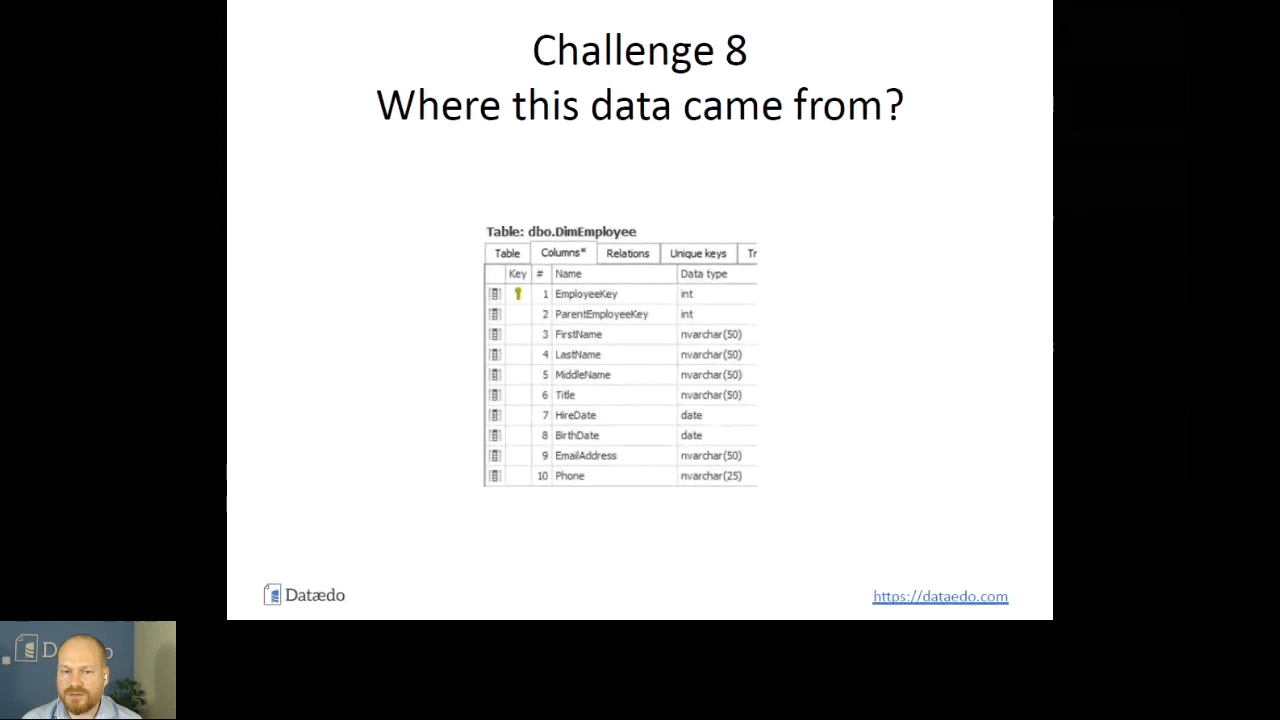 Challenge 8
Where this data came from?
Table: dbo.DimEmployee
Table Columns* Relations Unique keys Tr
Key # Name Data type
1 EmployeeKey int
2 ParentEmployeeKey int
3 FirstName nvarchar(50)
4 LastName nvarchar(50)
5 MiddleName nvarchar(50)
6 Title nvarchar(50)
7 HireDate date
8 BirthDate date
9 EmailAddress nvarchar(50)
10 Phone nvarchar(25)
Datædo
https://dataedo.com